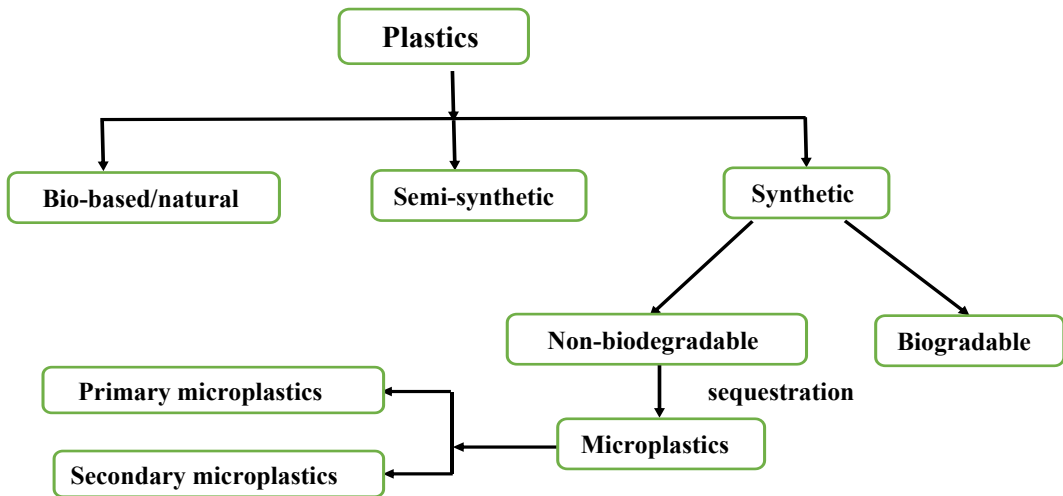 Plastics
Bio-based/natural
Semi-synthetic
Synthetic
Non-biodegradable
Biogradable
sequestration
Primary microplastics
Microplastics
Secondary microplastics